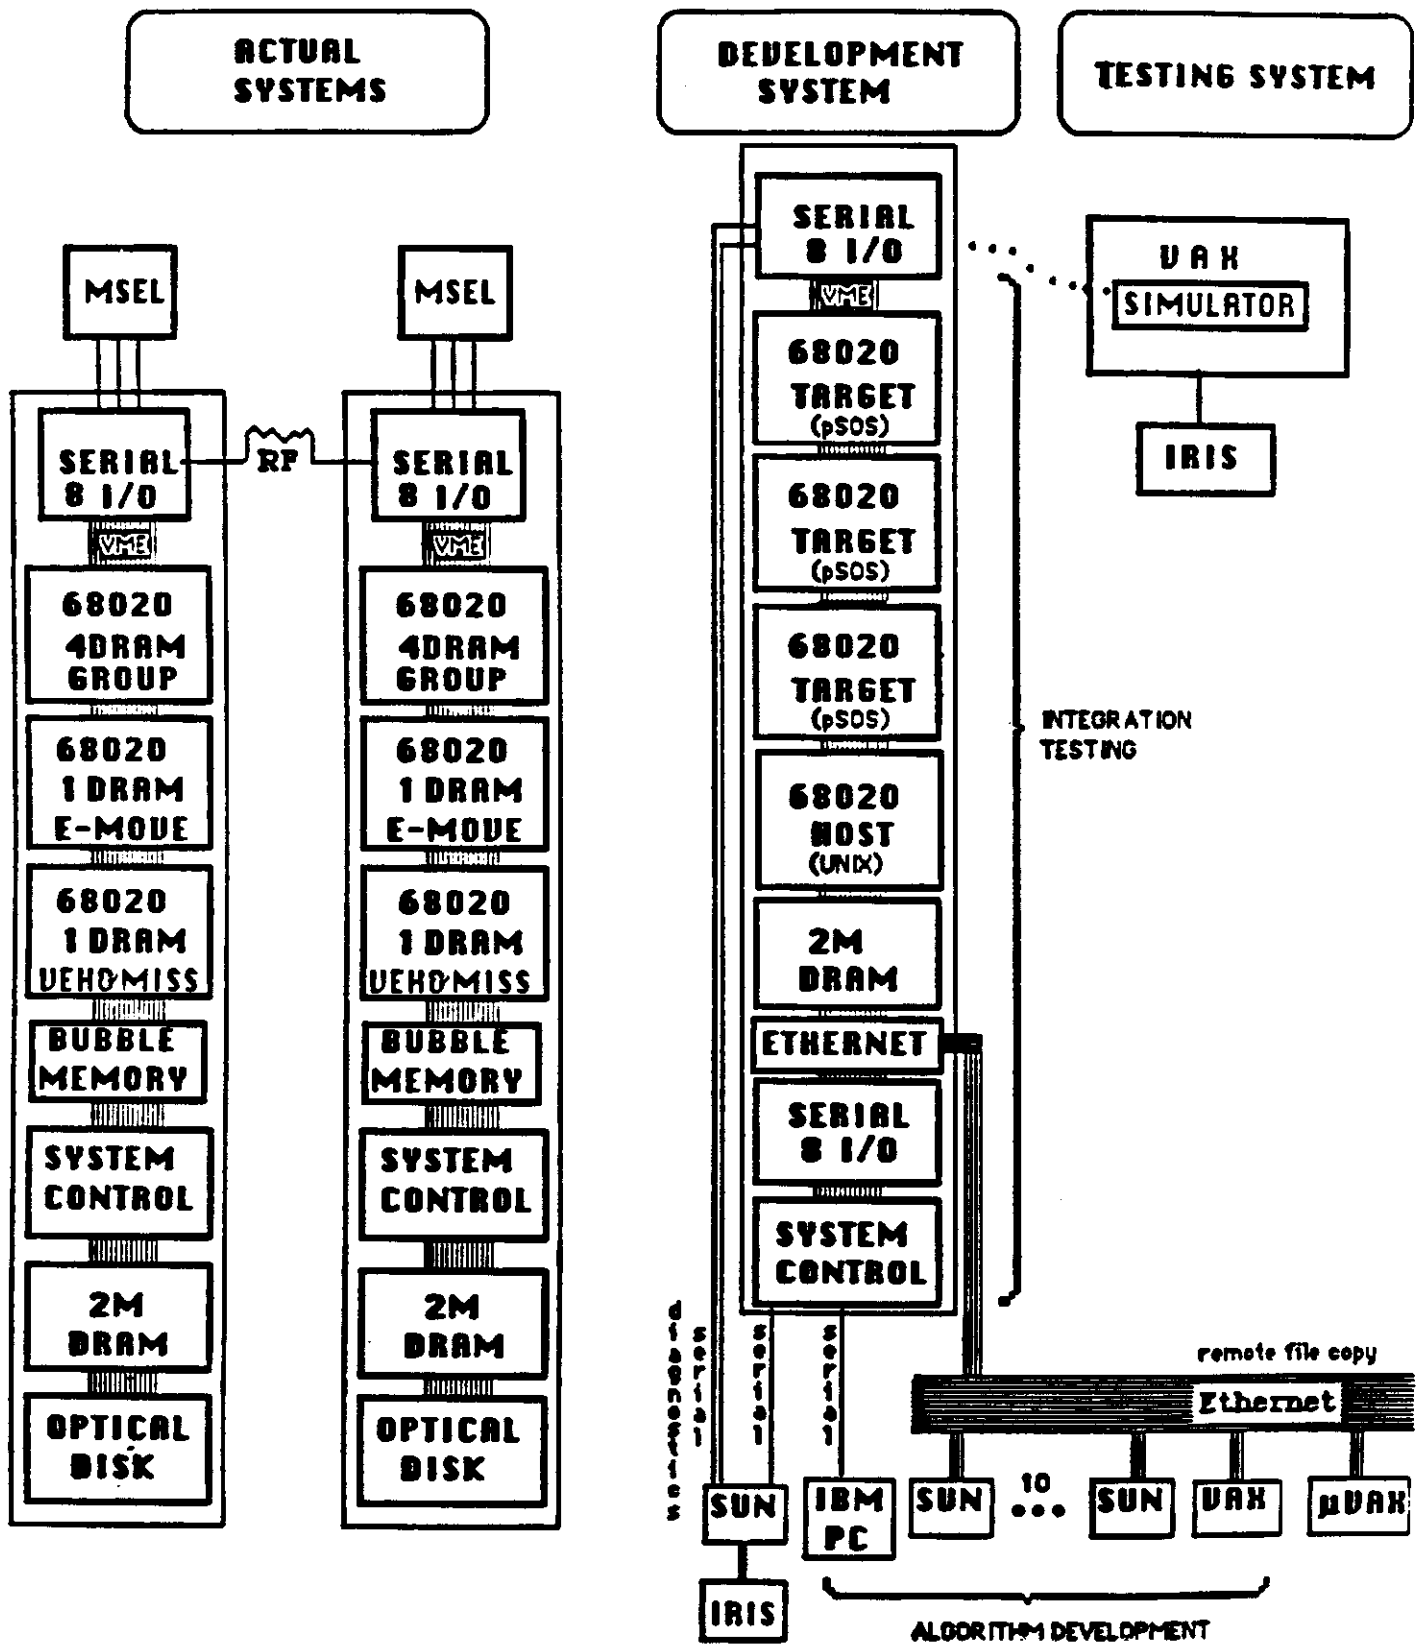 ACTUAL
SYSTEMS
DEVELOPMENT
SYSTEM
TESTING SYSTEM
MSEL
SERIAL
8 I/O
VME
68020
4DRAM
GROUP
68020
1 DRAM
E-MOVE
68020
1 DRAM
VEH&MISS
BUBBLE
MEMORY
SYSTEM
CONTROL
2M
DRAM
OPTICAL
DISK
RF
MSEL
SERIAL
8 I/O
VME
68020
4DRAM
GROUP
68020
1 DRAM
E-MOVE
68020
1 DRAM
VEH&MISS
BUBBLE
MEMORY
SYSTEM
CONTROL
2M
DRAM
OPTICAL
DISK
SERIAL
8 I/O
VME
68020
TARGET
(pSOS)
68020
TARGET
(pSOS)
68020
TARGET
(pSOS)
68020
HOST
(UNIX)
2M
DRAM
ETHERNET
SERIAL
8 I/O
SYSTEM
CONTROL
VAX
SIMULATOR
IRIS
INTEGRATION
TESTING
diagnostics
serial
serial
serial
remote file copy
Ethernet
SUN
IRIS
IBM
PC
SUN
10
•••
SUN
VAX
µVAX
ALGORITHM DEVELOPMENT